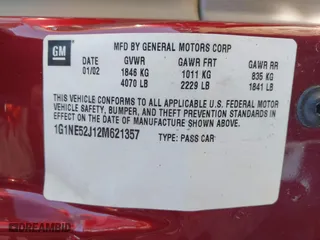 GM
MFD BY GENERAL MOTORS CORP
DATE GVWR GAWR FRT GAWR RR
01/02 1846 KG 1011 KG 835 KG
4070 LB 2229 LB 1841 LB
THIS VEHICLE CONFORMS TO ALL APPLICABLE U.S. FEDERAL MOTOR
VEHICLE SAFETY, BUMPER, AND THEFT PREVENTION STANDARDS
IN EFFECT ON THE DATE OF MANUFACTURE SHOWN ABOVE.
1G1NE52J12M621357 TYPE: PASS CAR
DREAMBID